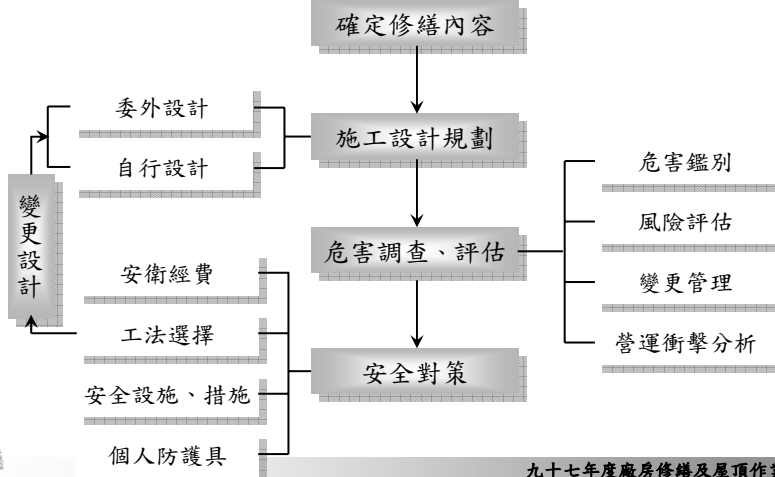 確定修繕內容
委外設計
施工設計規劃
自行設計
危害鑑別
變更設計
風險評估
危害調查、評估
安衛經費
變更管理
工法選擇
營運衝擊分析
安全對策
安全設施、措施
個人防護具
九十七年度廠房修繕及屋頂作